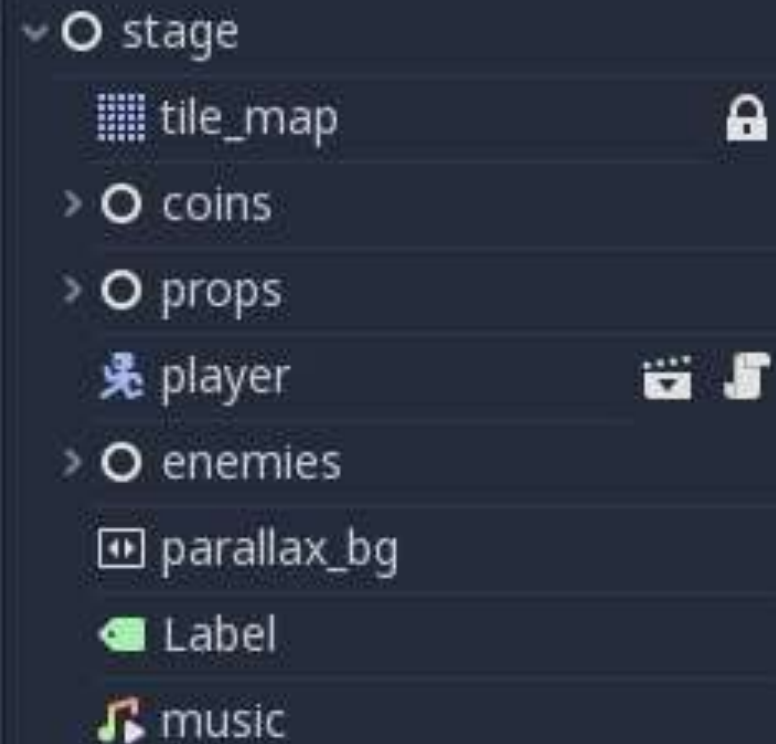 stage
tile_map
coins
props
player
enemies
parallax_bg
Label
music